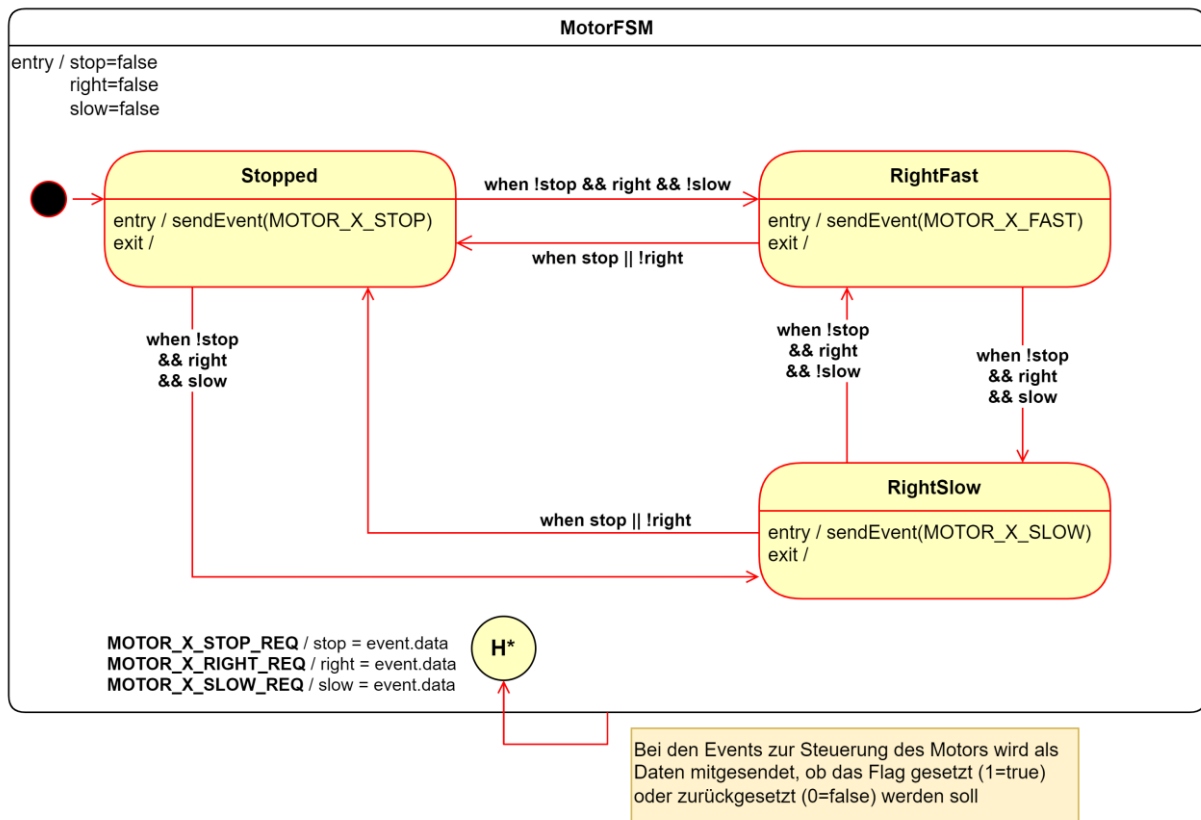 MotorFSM
entry / stop=false
right=false
slow=false
Stopped
entry / sendEvent(MOTOR_X_STOP)
exit /
when !stop && right && !slow
when stop || !right
RightFast
entry / sendEvent(MOTOR_X_FAST)
exit /
when !stop
&& right
&& slow
when !stop
&& right
&& !slow
when !stop
&& right
&& slow
when stop || !right
RightSlow
entry / sendEvent(MOTOR_X_SLOW)
exit /
MOTOR_X_STOP_REQ / stop = event.data
MOTOR_X_RIGHT_REQ / right = event.data
MOTOR_X_SLOW_REQ / slow = event.data
H*
Bei den Events zur Steuerung des Motors wird als
Daten mitgesendet, ob das Flag gesetzt (1=true)
oder zurückgesetzt (0=false) werden soll